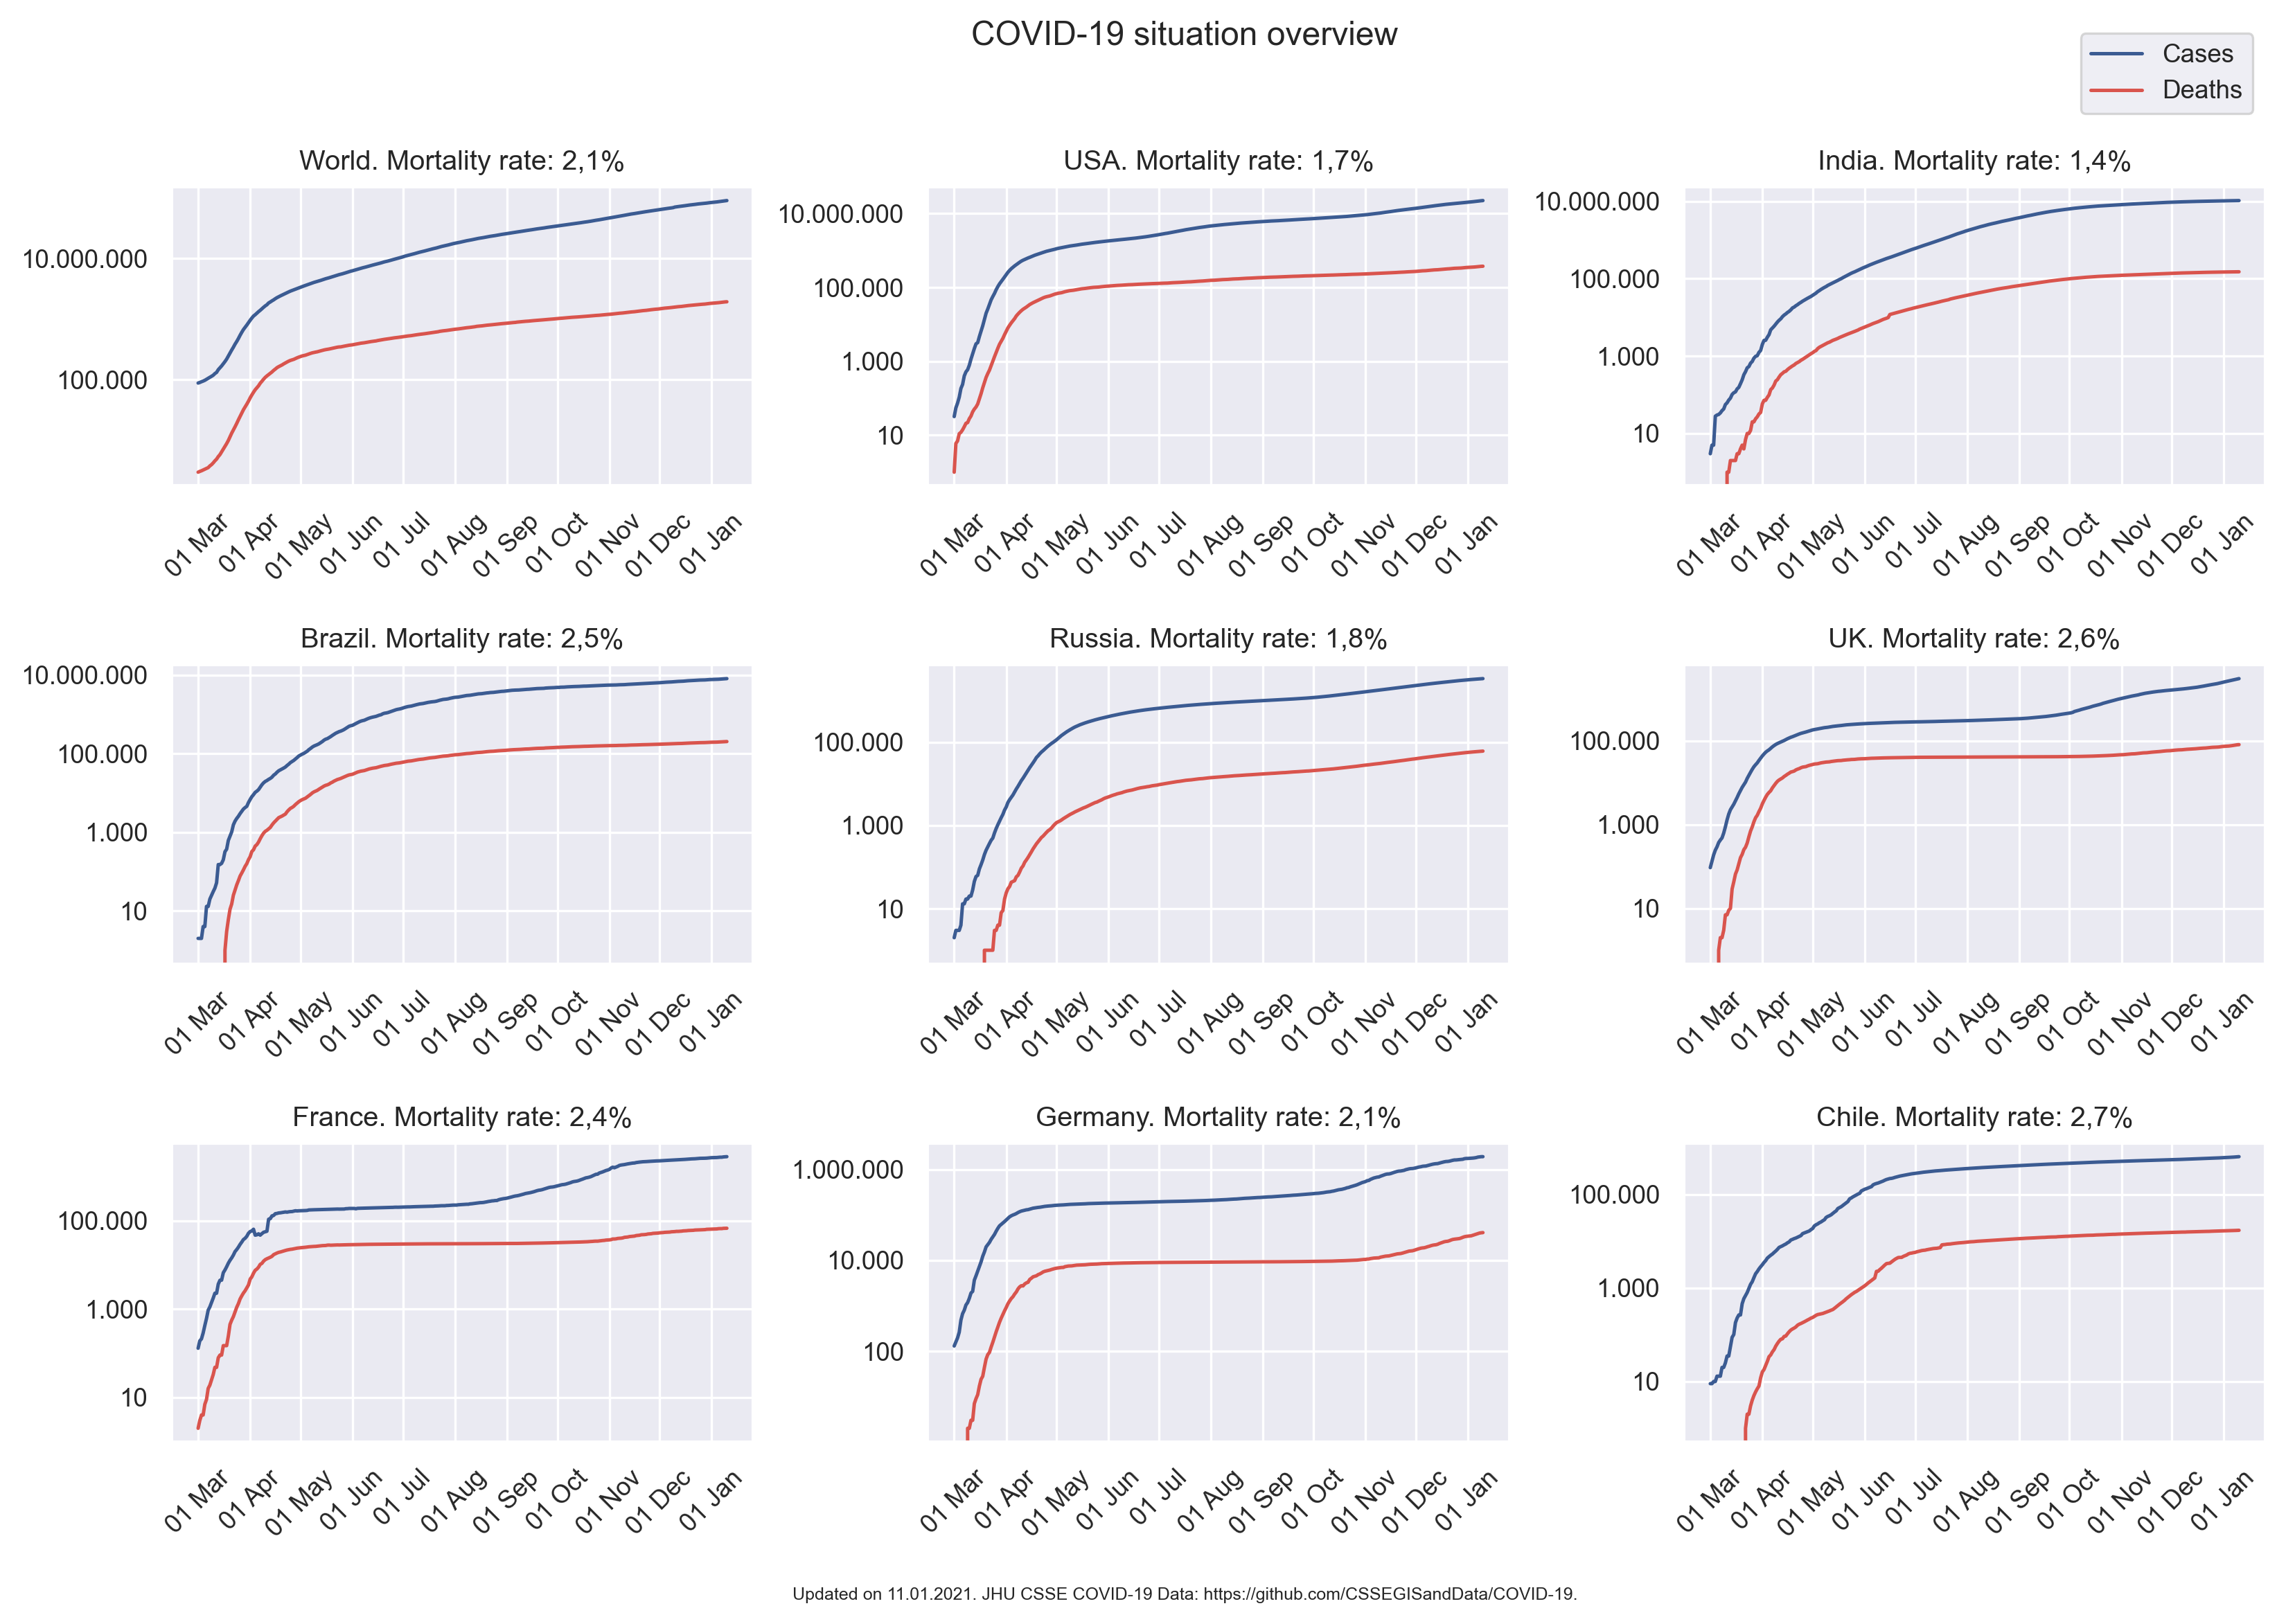 COVID-19 situation overview
Cases
Deaths
World. Mortality rate: 2,1%
10.000.000
100.000
01 Mar
01 Apr
01 May
01 Jun
01 Jul
01 Aug
01 Sep
01 Oct
01 Nov
01 Dec
01 Jan
USA. Mortality rate: 1,7%
10.000.000
100.000
1.000
10
01 Mar
01 Apr
01 May
01 Jun
01 Jul
01 Aug
01 Sep
01 Oct
01 Nov
01 Dec
01 Jan
India. Mortality rate: 1,4%
10.000.000
100.000
1.000
10
01 Mar
01 Apr
01 May
01 Jun
01 Jul
01 Aug
01 Sep
01 Oct
01 Nov
01 Dec
01 Jan
Brazil. Mortality rate: 2,5%
10.000.000
100.000
1.000
10
01 Mar
01 Apr
01 May
01 Jun
01 Jul
01 Aug
01 Sep
01 Oct
01 Nov
01 Dec
01 Jan
Russia. Mortality rate: 1,8%
100.000
1.000
10
01 Mar
01 Apr
01 May
01 Jun
01 Jul
01 Aug
01 Sep
01 Oct
01 Nov
01 Dec
01 Jan
UK. Mortality rate: 2,6%
100.000
1.000
10
01 Mar
01 Apr
01 May
01 Jun
01 Jul
01 Aug
01 Sep
01 Oct
01 Nov
01 Dec
01 Jan
France. Mortality rate: 2,4%
100.000
1.000
10
01 Mar
01 Apr
01 May
01 Jun
01 Jul
01 Aug
01 Sep
01 Oct
01 Nov
01 Dec
01 Jan
Germany. Mortality rate: 2,1%
1.000.000
10.000
100
01 Mar
01 Apr
01 May
01 Jun
01 Jul
01 Aug
01 Sep
01 Oct
01 Nov
01 Dec
01 Jan
Chile. Mortality rate: 2,7%
100.000
1.000
10
01 Mar
01 Apr
01 May
01 Jun
01 Jul
01 Aug
01 Sep
01 Oct
01 Nov
01 Dec
01 Jan
Updated on 11.01.2021. JHU CSSE COVID-19 Data: https://github.com/CSSEGISandData/COVID-19.